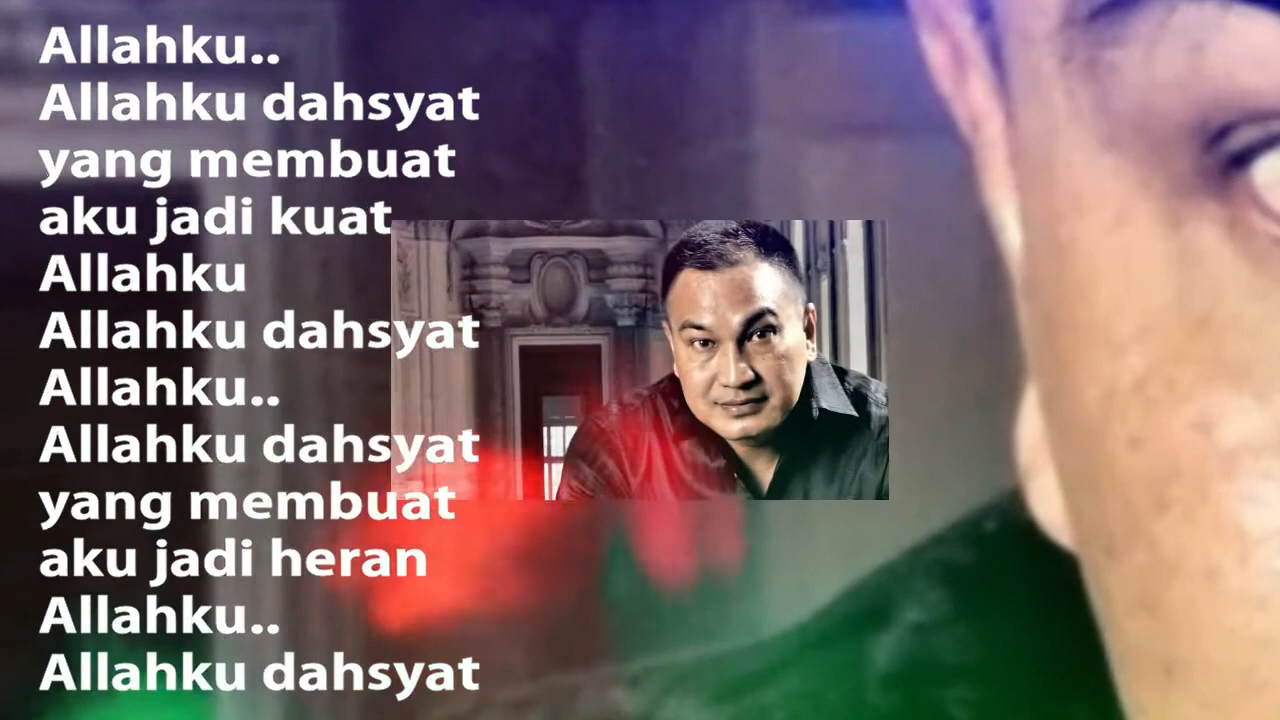 Allahku..
Allahku dahsyat
yang membuat
aku jadi kuat
Allahku
Allahku dahsyat
Allahku..
Allahku dahsyat
yang membuat
aku jadi heran
Allahku..
Allahku dahsyat